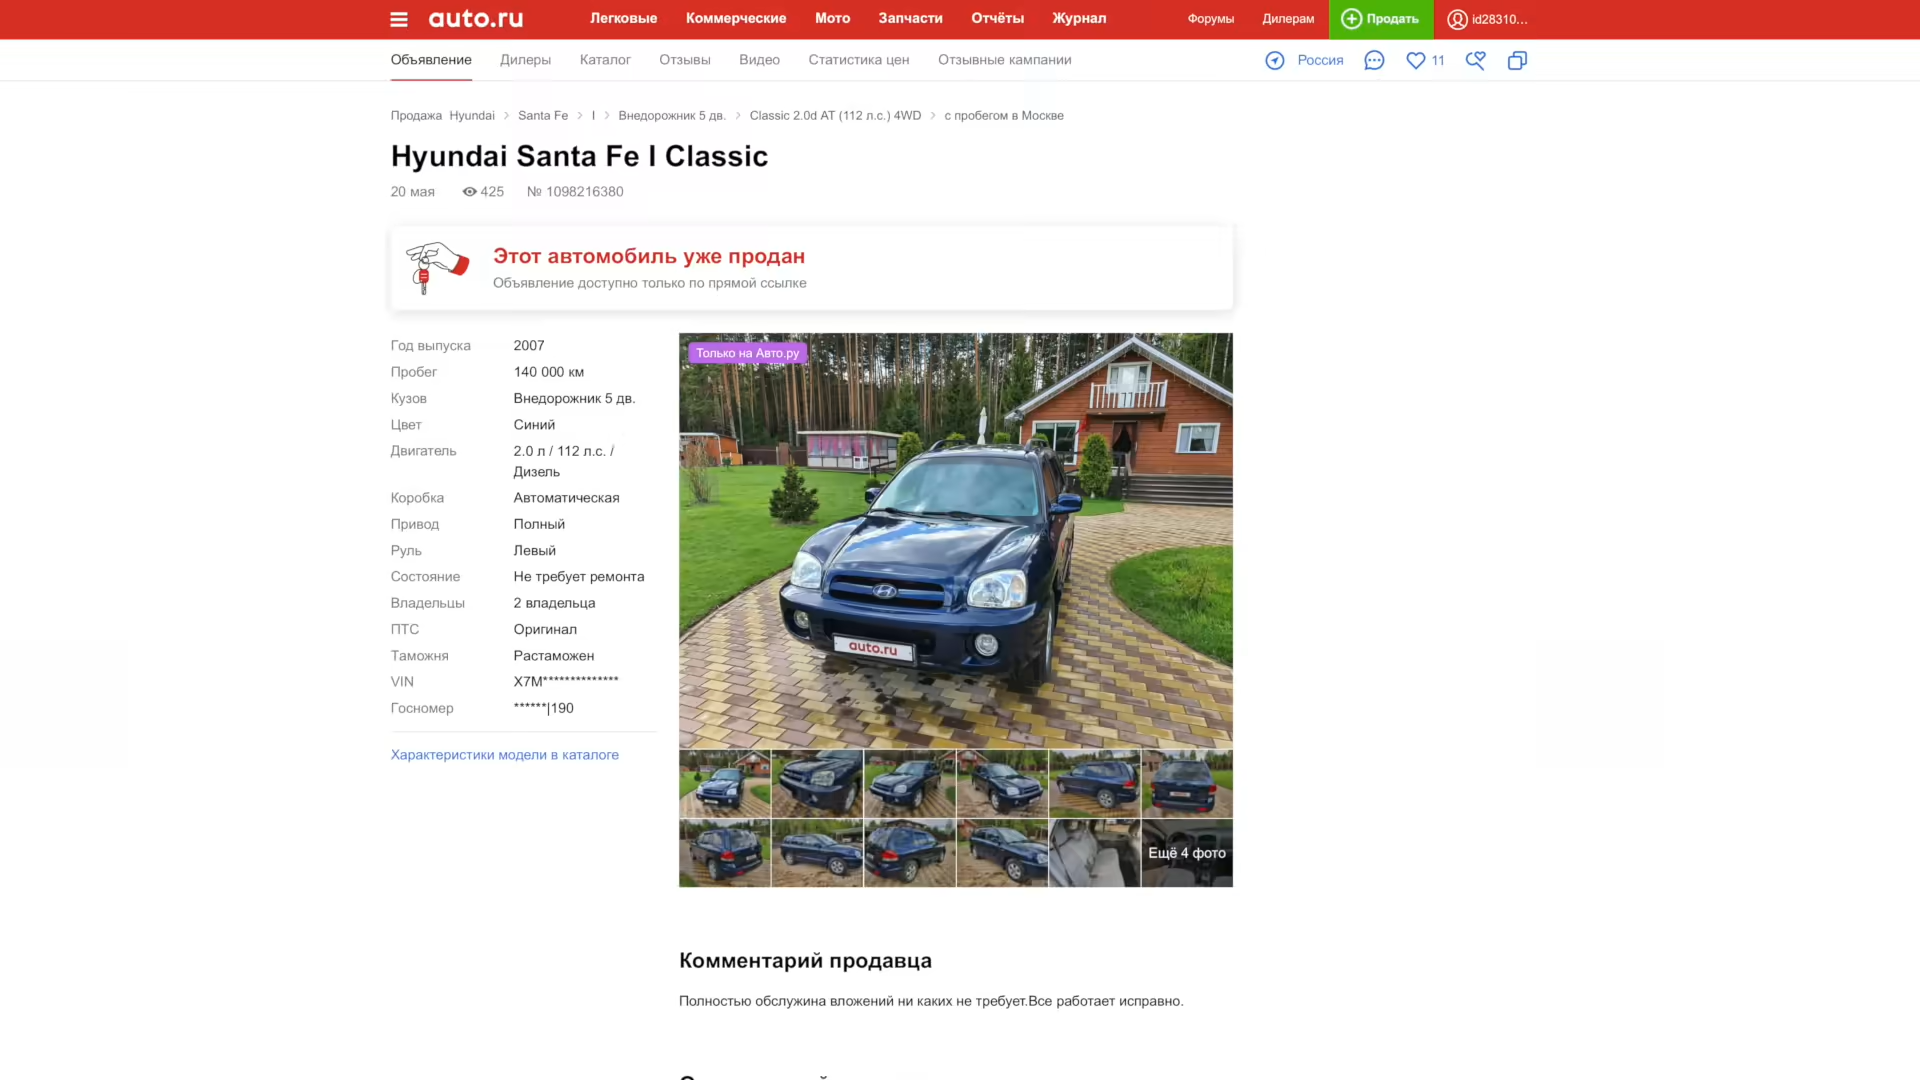 auto.ru Легковые Коммерческие Мото Запчасти Отчёты Журнал Форумы Дилерам Продать id28310...
Объявление Дилеры Каталог Отзывы Видео Статистика цен Отзывные кампании Россия 11
Продажа Hyundai > Santa Fe > I > Внедорожник 5 дв. > Classic 2.0d AT (112 л.с.) 4WD > с пробегом в Москве
Hyundai Santa Fe I Classic
20 мая 425 № 1098216380
Этот автомобиль уже продан
Объявление доступно только по прямой ссылке
Год выпуска 2007
Пробег 140 000 км
Кузов Внедорожник 5 дв.
Цвет Синий
Двигатель 2.0 л / 112 л.с. /
Дизель
Коробка Автоматическая
Привод Полный
Руль Левый
Состояние Не требует ремонта
Владельцы 2 владельца
ПТС Оригинал
Таможня Растаможен
VIN X7M**************
Госномер ******|190
Характеристики модели в каталоге
Только на Авто.ру
auto.ru
Ещё 4 фото
Комментарий продавца
Полностью обслужина вложений ни каких не требует.Все работает исправно.